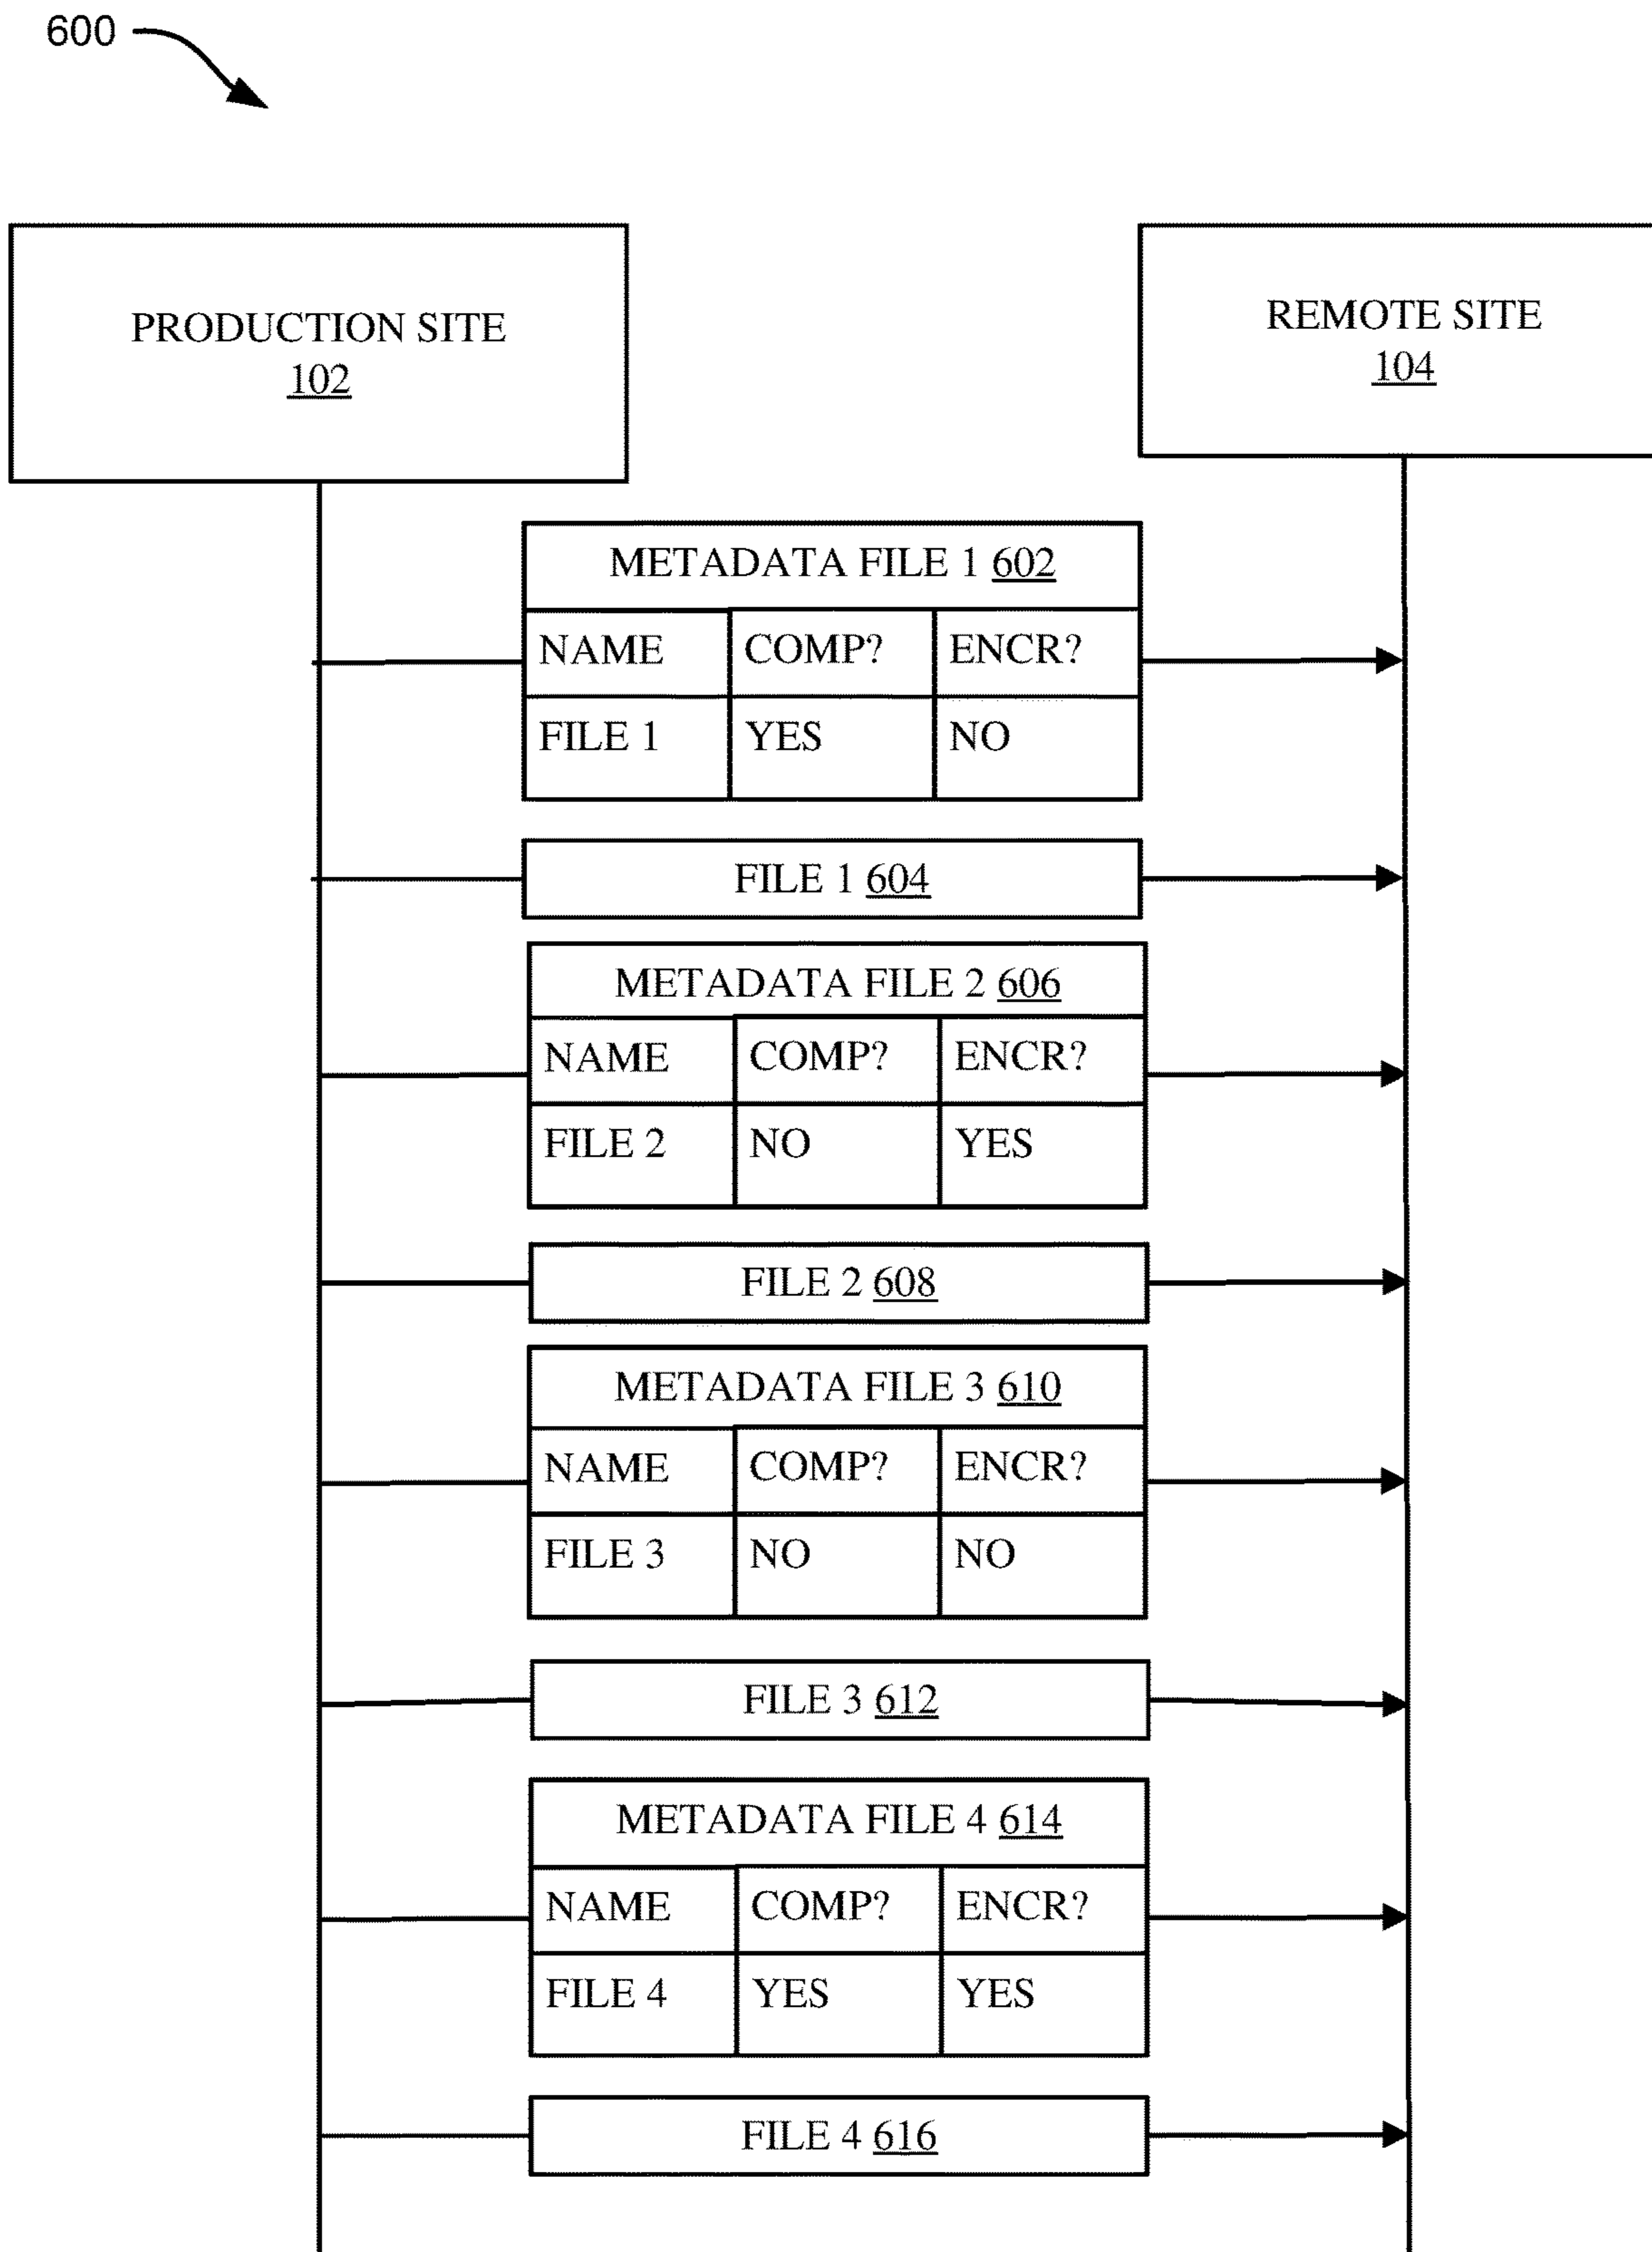 600
PRODUCTION SITE
102
REMOTE SITE
104
METADATA FILE 1 602
NAME COMP? ENCR?
FILE 1 YES NO
FILE 1 604
METADATA FILE 2 606
NAME COMP? ENCR?
FILE 2 NO YES
FILE 2 608
METADATA FILE 3 610
NAME COMP? ENCR?
FILE 3 NO NO
FILE 3 612
METADATA FILE 4 614
NAME COMP? ENCR?
FILE 4 YES YES
FILE 4 616